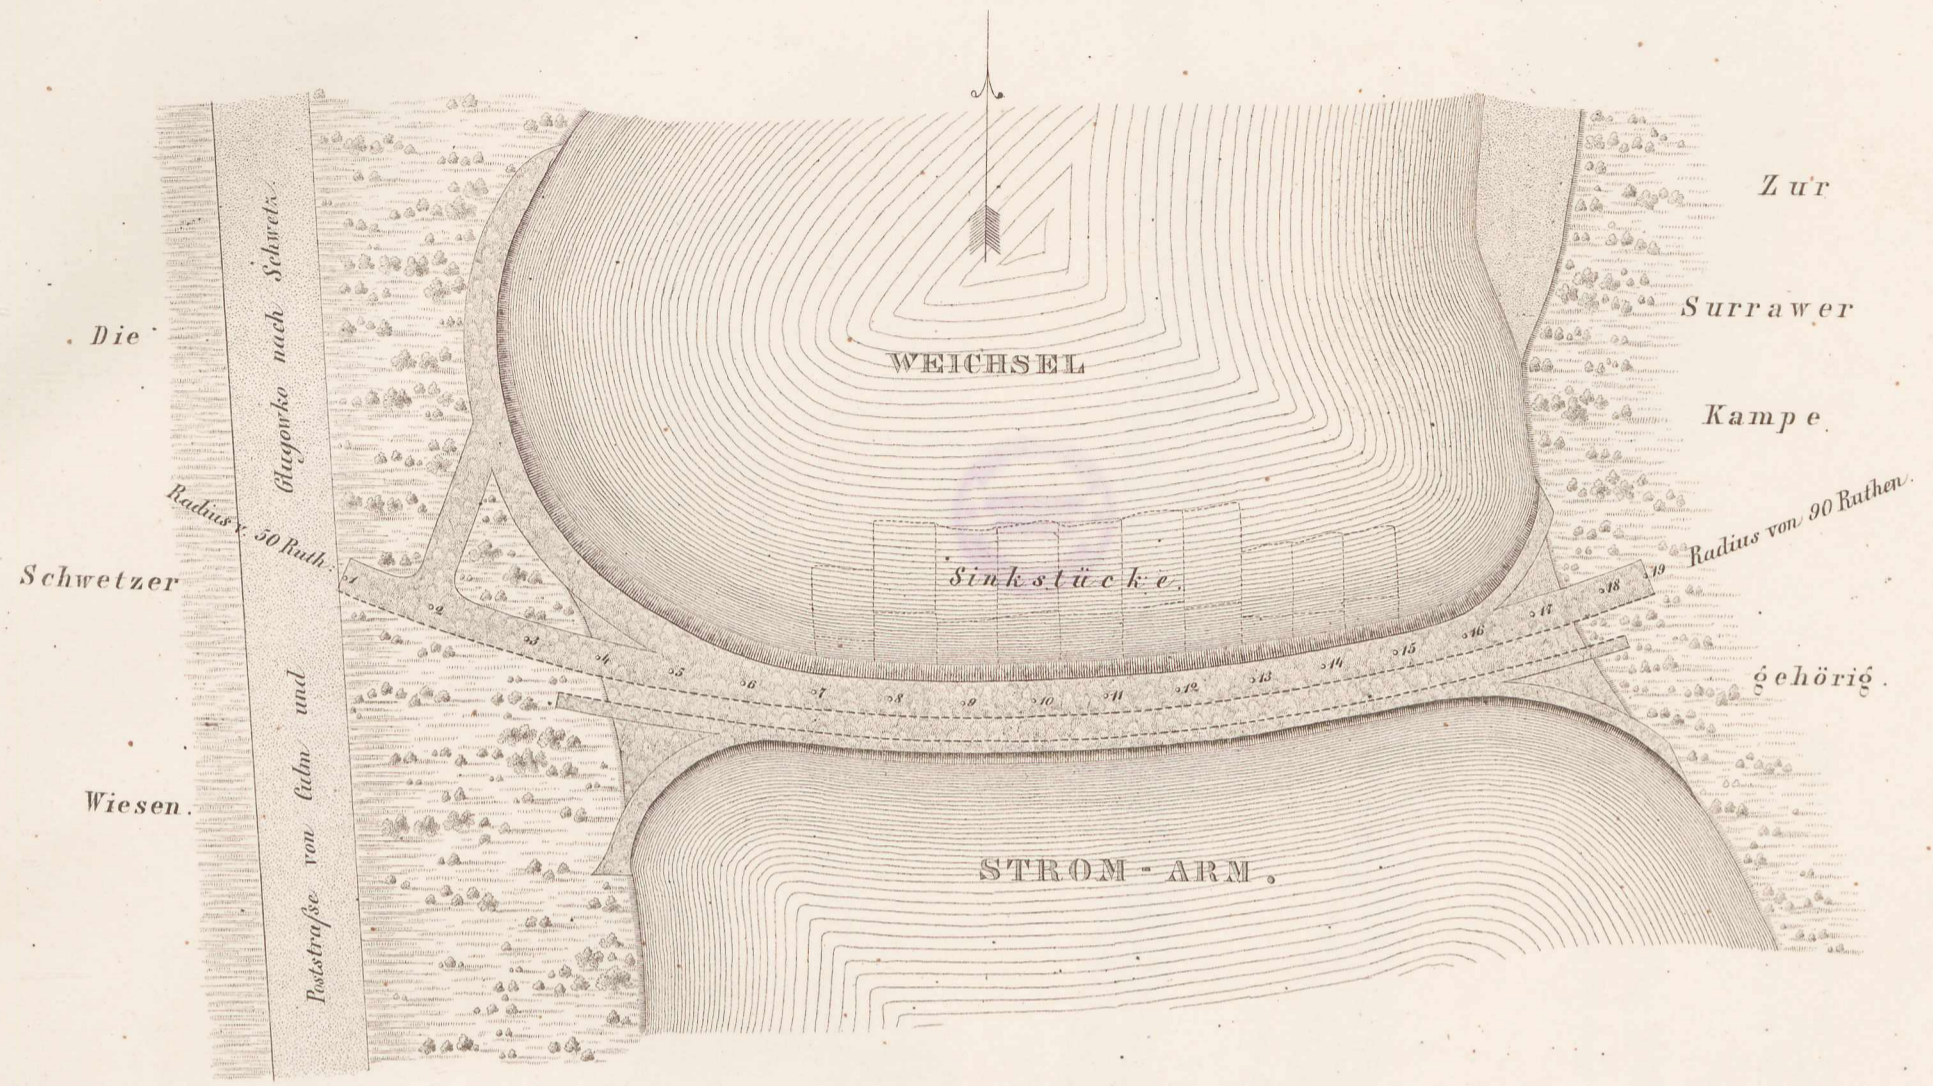 Zur
Surrawer
Kampe.
gehörig.
Die
Schwetzer
Wiesen.
Poststraße von Culm und Glugowko nach Schwetz.
WEICHSEL
Sinkstücke.
Radius v. 50 Ruth:
Radius von 90 Ruthen.
1 2 3 4 5 6 7 8 9 10 11 12 13 14 15 16 17 18 19
STROM-ARM.